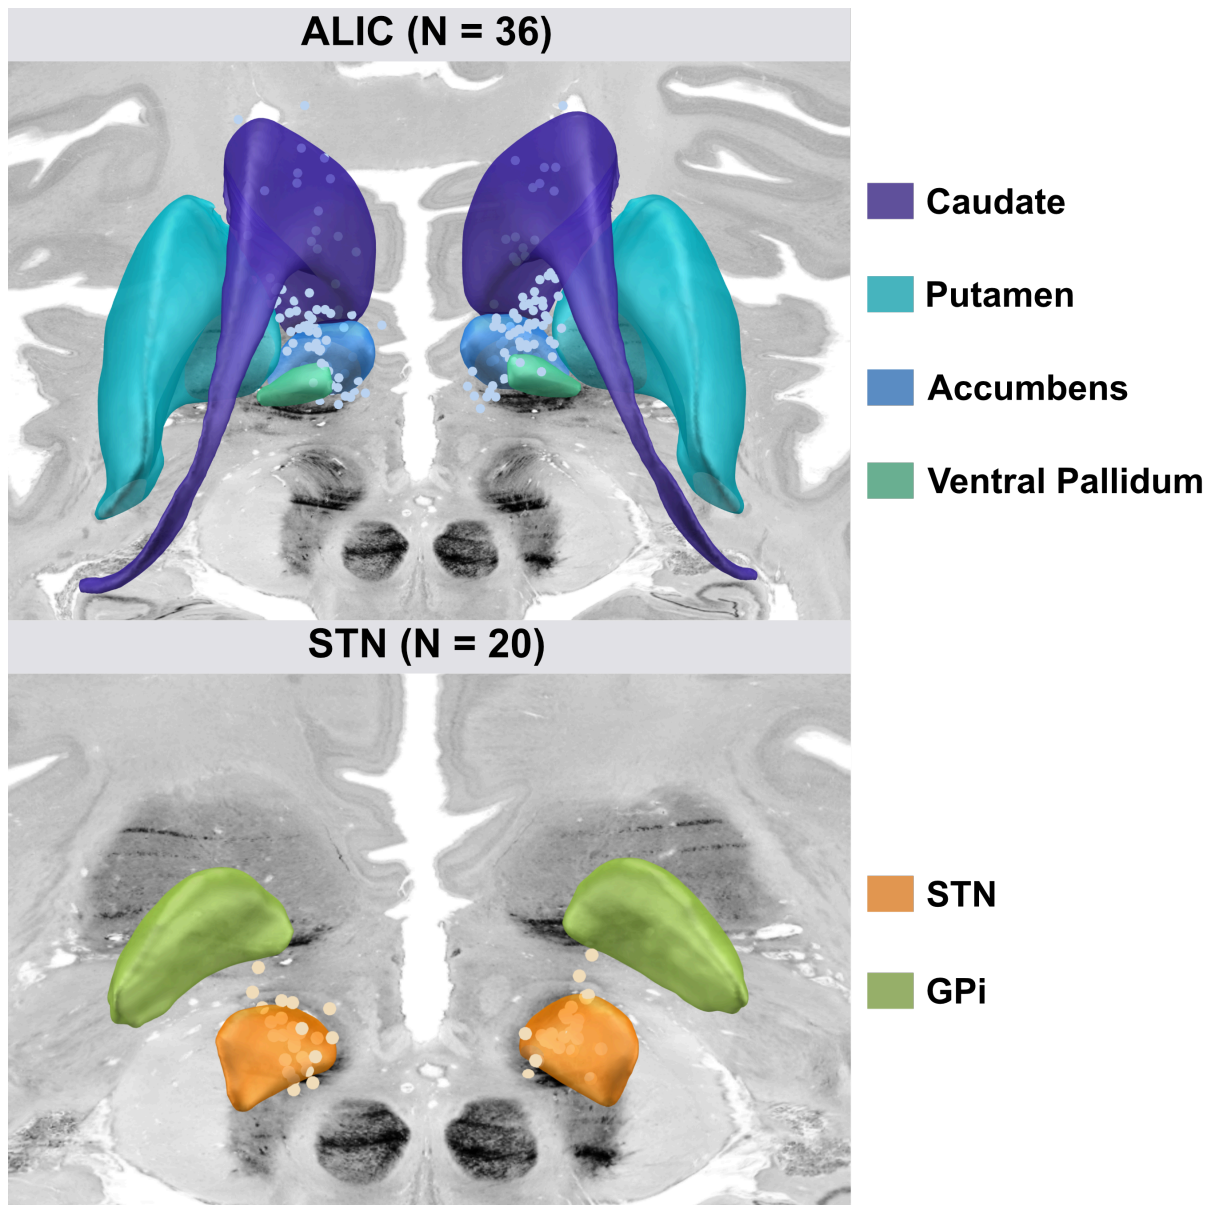 ALIC (N = 36)
Caudate
Putamen
Accumbens
Ventral Pallidum
STN (N = 20)
STN
GPi